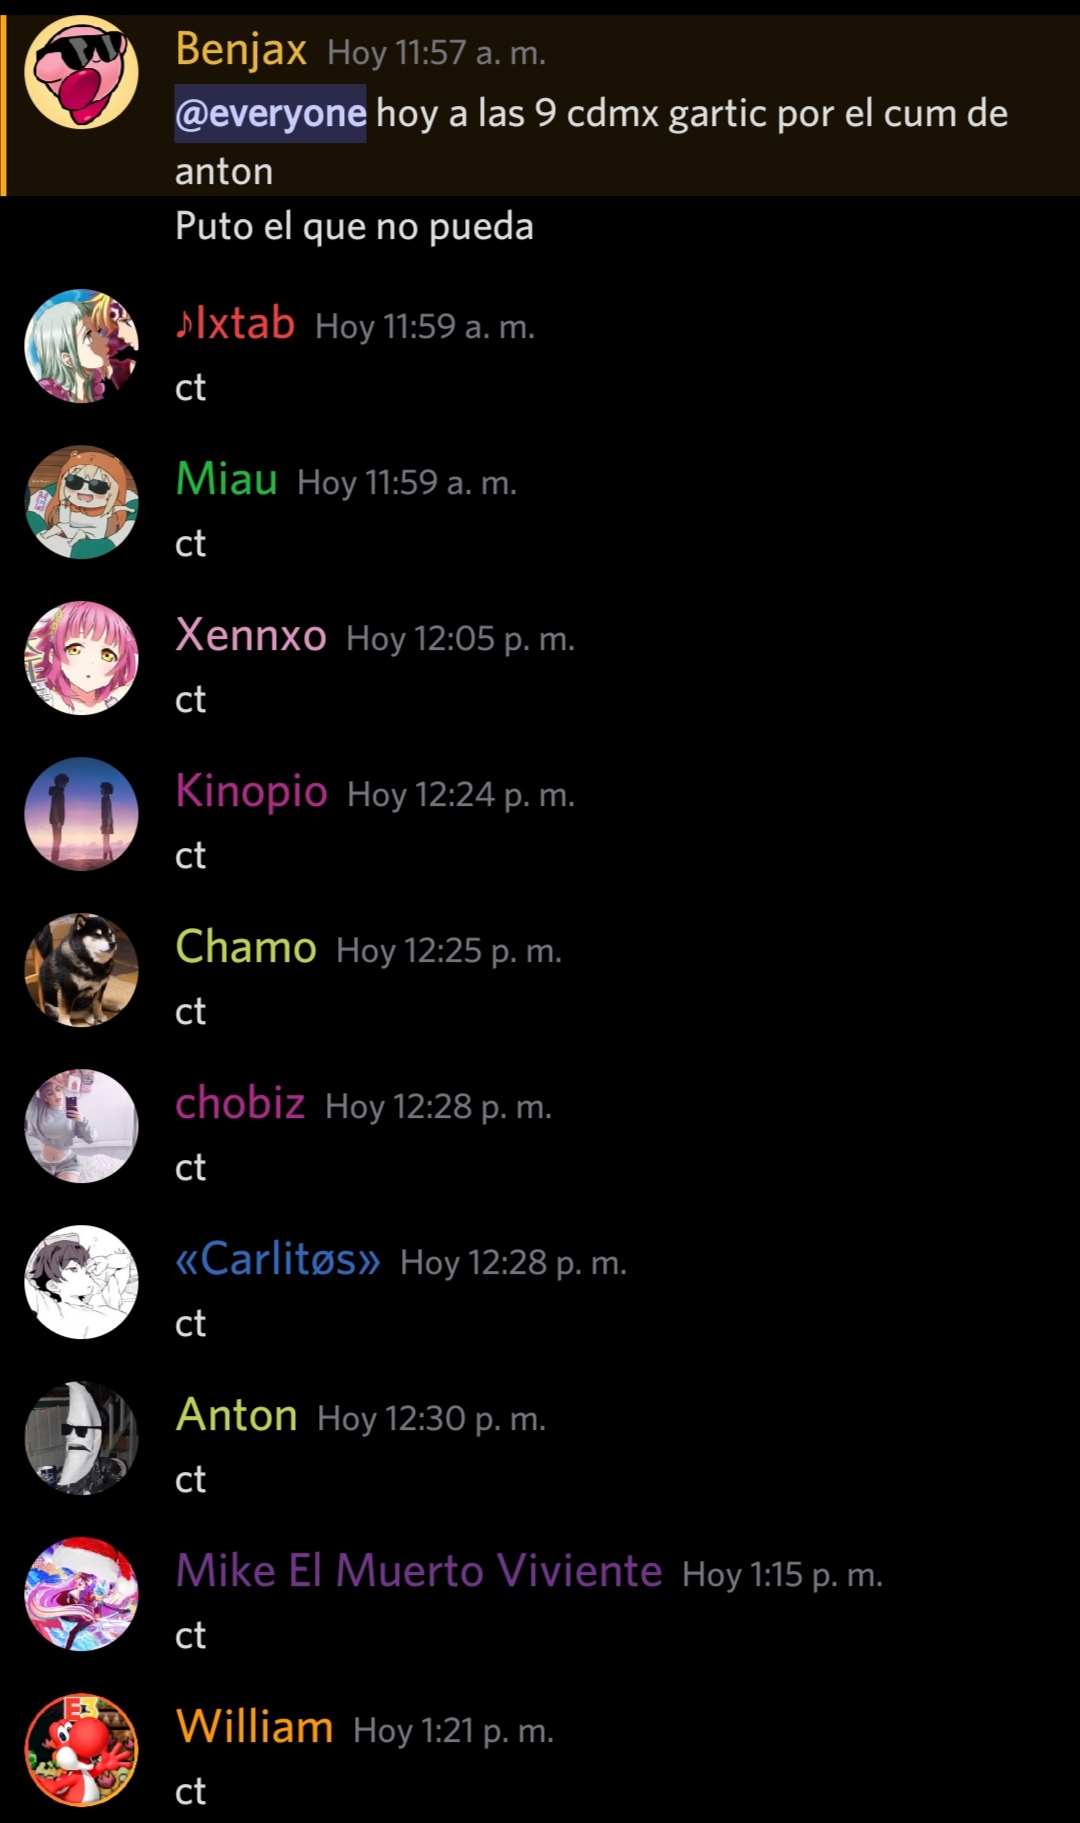 Benjax Hoy 11:57 a. m.
@everyone hoy a las 9 cdmx gartic por el cum de
anton
Puto el que no pueda
♪Ixtab Hoy 11:59 a. m.
ct
Miau Hoy 11:59 a. m.
ct
Xennxo Hoy 12:05 p. m.
ct
Kinopio Hoy 12:24 p. m.
ct
Chamo Hoy 12:25 p. m.
ct
chobiz Hoy 12:28 p. m.
ct
«Carlitøs» Hoy 12:28 p. m.
ct
Anton Hoy 12:30 p. m.
ct
Mike El Muerto Viviente Hoy 1:15 p. m.
ct
E3
William Hoy 1:21 p. m.
ct